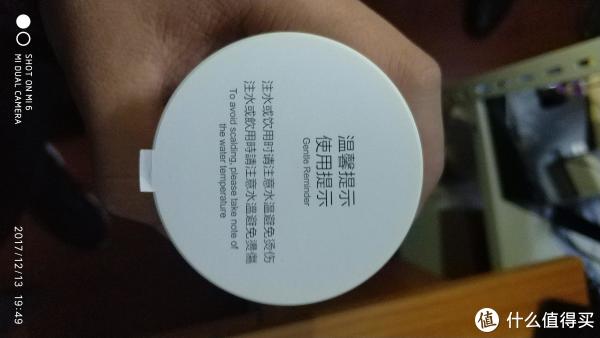 温馨提示
使用提示
Gentle Reminder
注水或饮用时请注意水温避免烫伤
注水或飲用時請注意水溫避免燙傷
To avoid scalding, please take note of
the water temperature
SHOT ON MI 6
MI DUAL CAMERA
2017/12/13 19:49
值 什么值得买